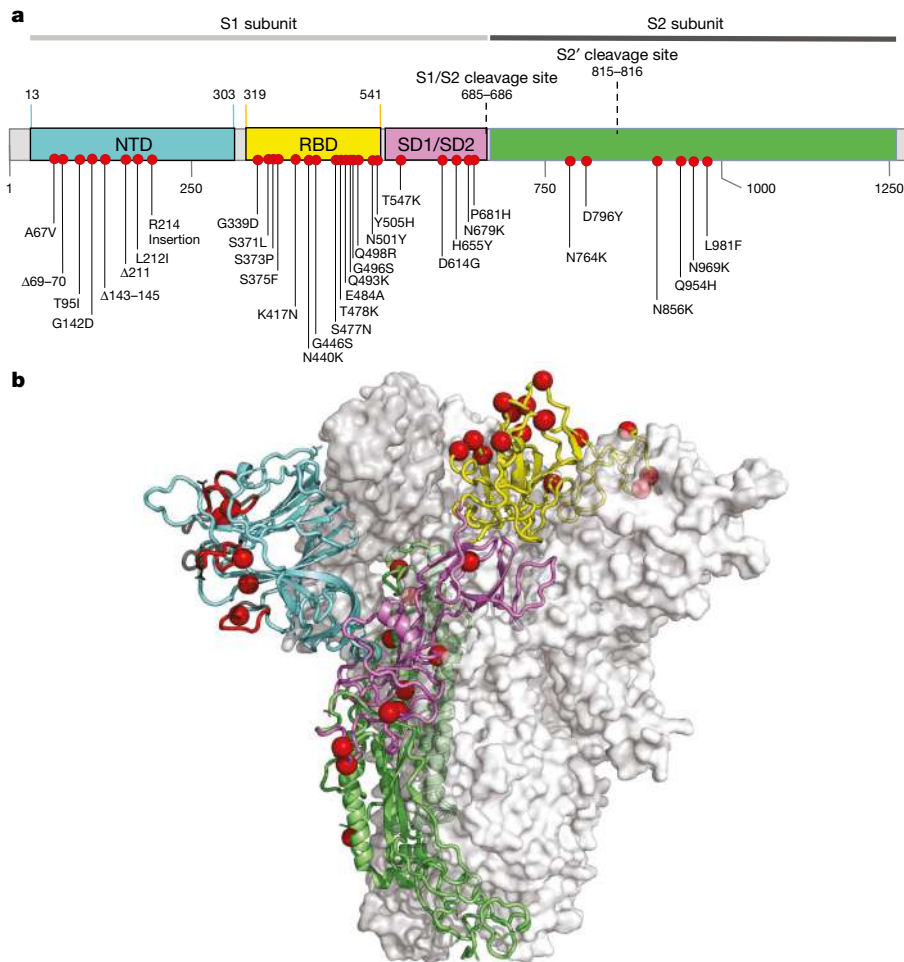 a
S1 subunit
S2 subunit
S2′ cleavage site
815–816
S1/S2 cleavage site
685–686
13
303
319
541
NTD
RBD
SD1/SD2
1
250
750
1000
1250
A67V
Δ69–70
T95I
G142D
Δ143–145
Δ211
L212I
R214
Insertion
G339D
S371L
S373P
S375F
K417N
N440K
G446S
S477N
T478K
E484A
Q493K
G496S
Q498R
N501Y
Y505H
T547K
D614G
H655Y
N679K
P681H
N764K
D796Y
N856K
Q954H
N969K
L981F
b